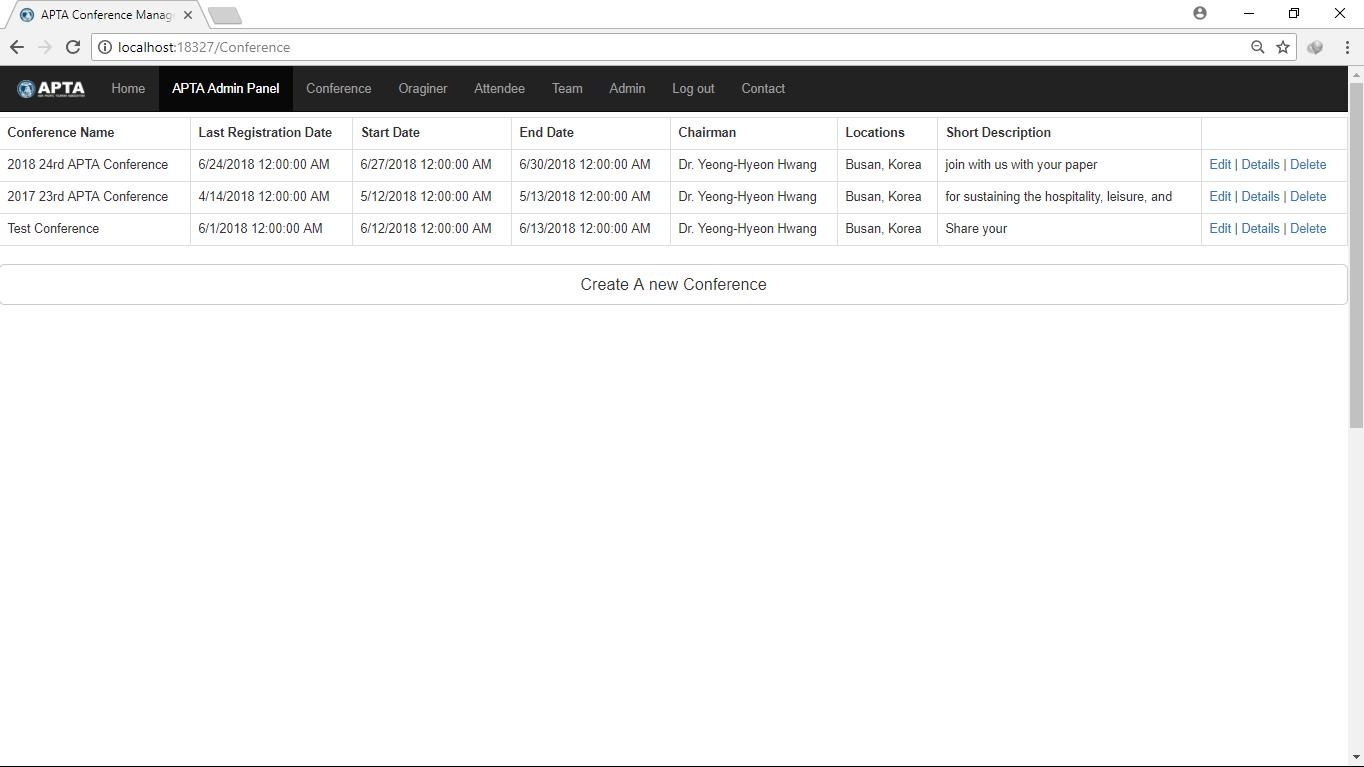 APTA Conference Manag
localhost:18327/Conference
APTA Home APTA Admin Panel Conference Oraginer Attendee Team Admin Log out Contact
Conference Name Last Registration Date Start Date End Date Chairman Locations Short Description
2018 24rd APTA Conference 6/24/2018 12:00:00 AM 6/27/2018 12:00:00 AM 6/30/2018 12:00:00 AM Dr. Yeong-Hyeon Hwang Busan, Korea join with us with your paper Edit | Details | Delete
2017 23rd APTA Conference 4/14/2018 12:00:00 AM 5/12/2018 12:00:00 AM 5/13/2018 12:00:00 AM Dr. Yeong-Hyeon Hwang Busan, Korea for sustaining the hospitality, leisure, and Edit | Details | Delete
Test Conference 6/1/2018 12:00:00 AM 6/12/2018 12:00:00 AM 6/13/2018 12:00:00 AM Dr. Yeong-Hyeon Hwang Busan, Korea Share your Edit | Details | Delete
Create A new Conference